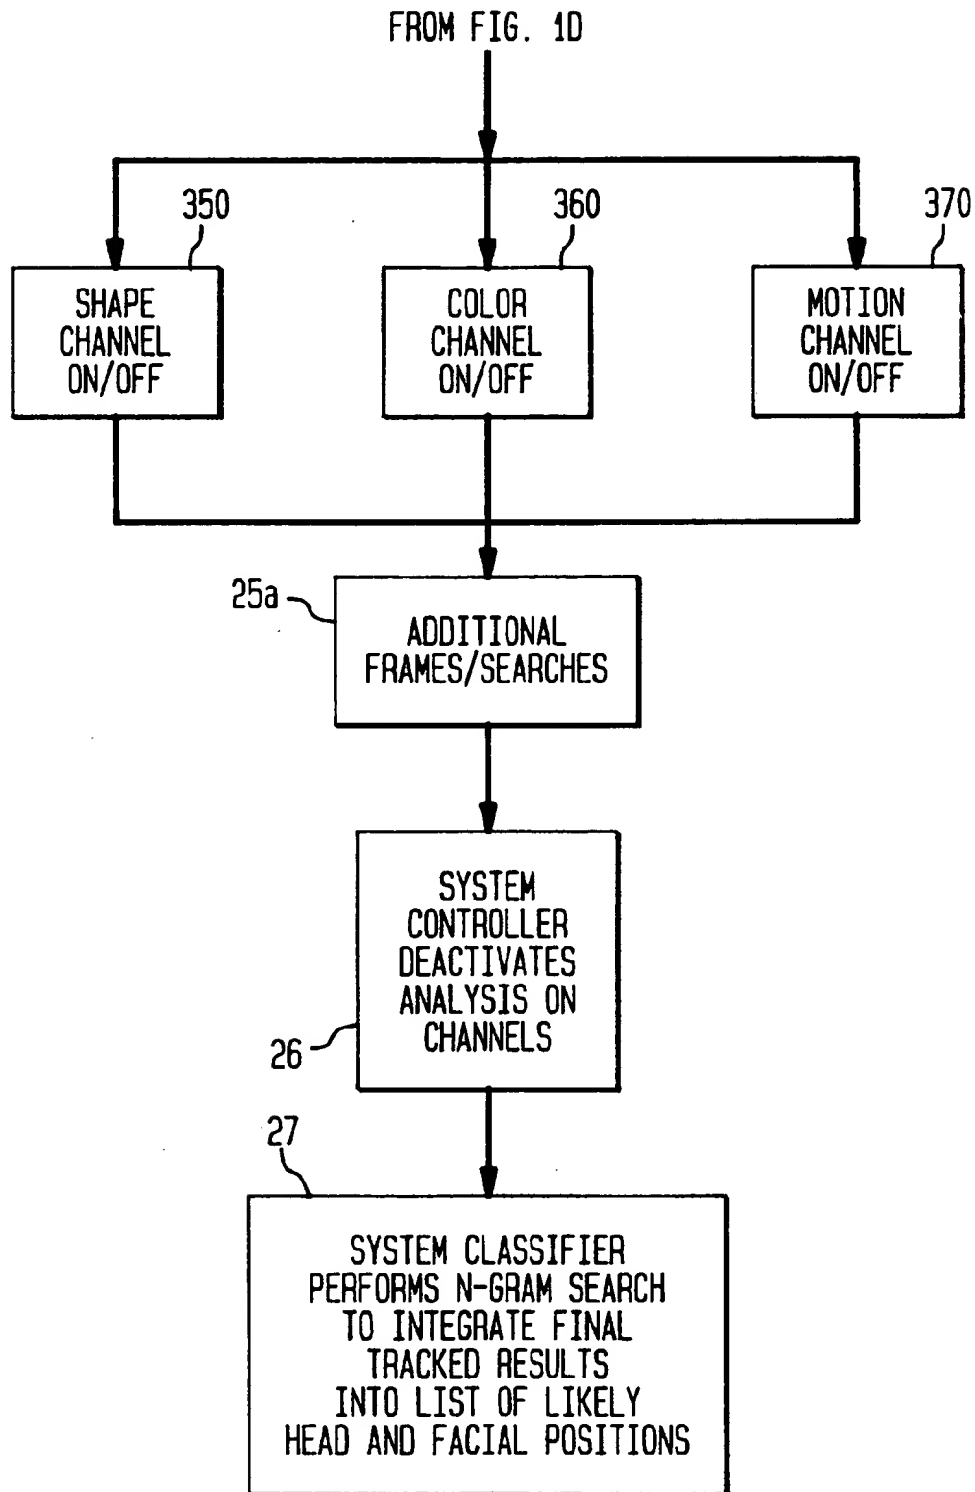 FROM FIG. 1D
350
360
370
SHAPE
CHANNEL
ON/OFF
COLOR
CHANNEL
ON/OFF
MOTION
CHANNEL
ON/OFF
25a
ADDITIONAL
FRAMES/SEARCHES
SYSTEM
CONTROLLER
DEACTIVATES
ANALYSIS ON
CHANNELS
26
27
SYSTEM CLASSIFIER
PERFORMS N-GRAM SEARCH
TO INTEGRATE FINAL
TRACKED RESULTS
INTO LIST OF LIKELY
HEAD AND FACIAL POSITIONS